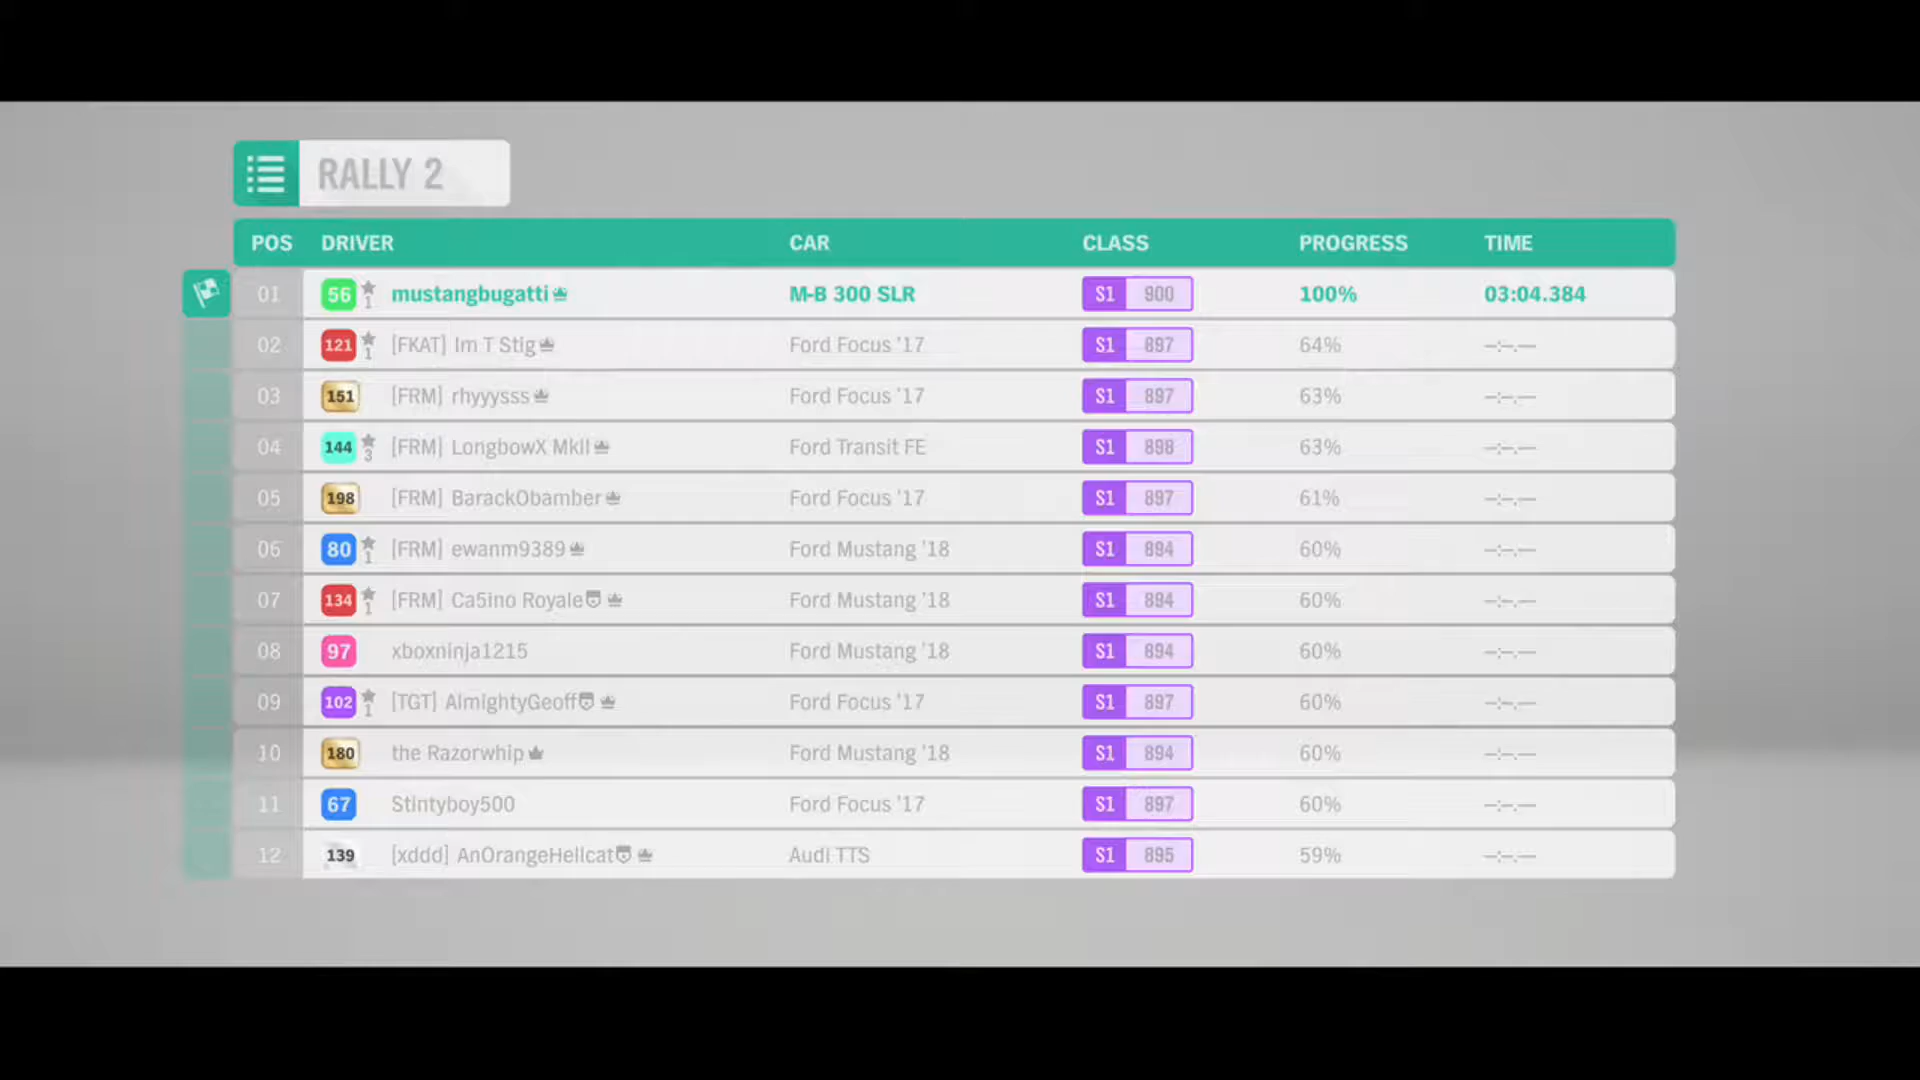 RALLY 2
POS DRIVER CAR CLASS PROGRESS TIME
01 56 1 mustangbugatti M-B 300 SLR S1 900 100% 03:04.384
02 121 1 [FKAT] Im T Stig Ford Focus '17 S1 897 64% --:--.---
03 151 [FRM] rhyyysss Ford Focus '17 S1 897 63% --:--.---
04 144 3 [FRM] LongbowX MkII Ford Transit FE S1 898 63% --:--.---
05 198 [FRM] BarackObamber Ford Focus '17 S1 897 61% --:--.---
06 80 1 [FRM] ewanm9389 Ford Mustang '18 S1 894 60% --:--.---
07 134 1 [FRM] Ca5ino Royale Ford Mustang '18 S1 894 60% --:--.---
08 97 xboxninja1215 Ford Mustang '18 S1 894 60% --:--.---
09 102 1 [TGT] AlmIghtyGeoff Ford Focus '17 S1 897 60% --:--.---
10 180 the Razorwhip Ford Mustang '18 S1 894 60% --:--.---
11 67 Stintyboy500 Ford Focus '17 S1 897 60% --:--.---
12 139 [xddd] AnOrangeHellcat Audi TTS S1 895 59% --:--.---